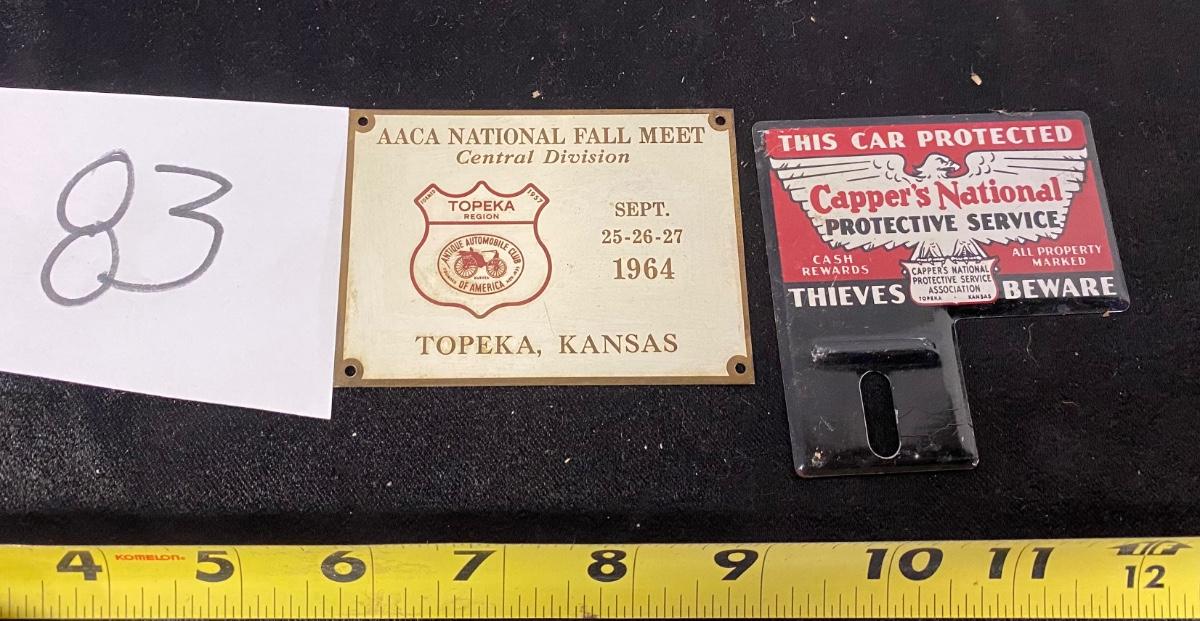 83
AACA NATIONAL FALL MEET
Central Division
1957
TOPEKA
REGION
ANTIQUE AUTOMOBILE CLUB
OF AMERICA
SEPT.
25-26-27
1964
TOPEKA, KANSAS
THIS CAR PROTECTED
Capper's National
PROTECTIVE SERVICE
CASH
REWARDS
ALL PROPERTY
MARKED
CAPPER'S NATIONAL
PROTECTIVE SERVICE
ASSOCIATION
TOPEKA • KANSAS
THIEVES BEWARE
4 KOMELON 5 6 7 8 9 10 11 12